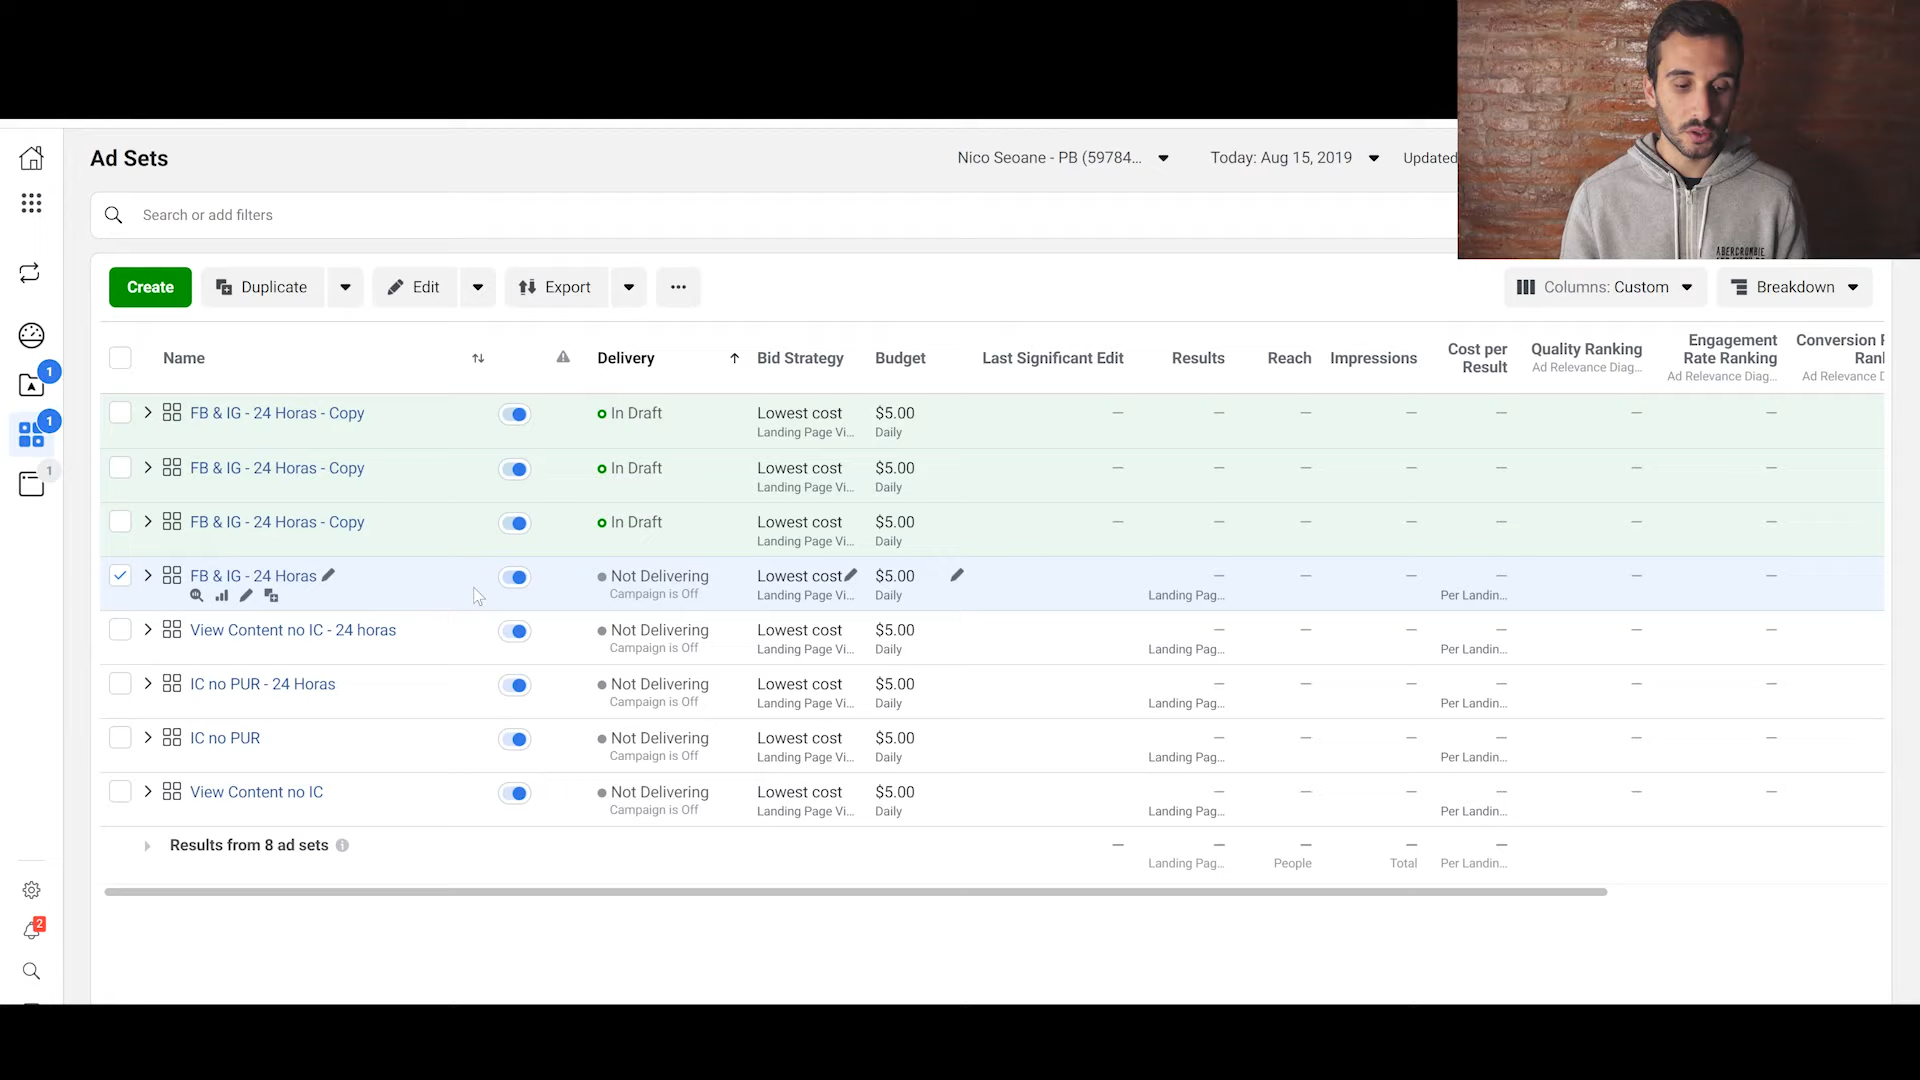 Ad Sets
Nico Seoane - PB (59784...
Today: Aug 15, 2019
Updated
Search or add filters
Create
Duplicate
Edit
Export
Columns: Custom
Breakdown
Name
Delivery
Bid Strategy
Budget
Last Significant Edit
Results
Reach
Impressions
Cost per
Result
Quality Ranking
Ad Relevance Diag...
Engagement
Rate Ranking
Ad Relevance Diag...
Conversion R
Rank
Ad Relevance D
1
1
1
FB & IG - 24 Horas - Copy
In Draft
Lowest cost
Landing Page Vi...
$5.00
Daily
FB & IG - 24 Horas - Copy
In Draft
Lowest cost
Landing Page Vi...
$5.00
Daily
FB & IG - 24 Horas - Copy
In Draft
Lowest cost
Landing Page Vi...
$5.00
Daily
FB & IG - 24 Horas
Not Delivering
Campaign is Off
Lowest cost
Landing Page Vi...
$5.00
Daily
Landing Pag...
Per Landin...
View Content no IC - 24 horas
Not Delivering
Campaign is Off
Lowest cost
Landing Page Vi...
$5.00
Daily
Landing Pag...
Per Landin...
IC no PUR - 24 Horas
Not Delivering
Campaign is Off
Lowest cost
Landing Page Vi...
$5.00
Daily
Landing Pag...
Per Landin...
IC no PUR
Not Delivering
Campaign is Off
Lowest cost
Landing Page Vi...
$5.00
Daily
Landing Pag...
Per Landin...
View Content no IC
Not Delivering
Campaign is Off
Lowest cost
Landing Page Vi...
$5.00
Daily
Landing Pag...
Per Landin...
Results from 8 ad sets
Landing Pag...
People
Total
Per Landin...
2
ABERCROMBIE